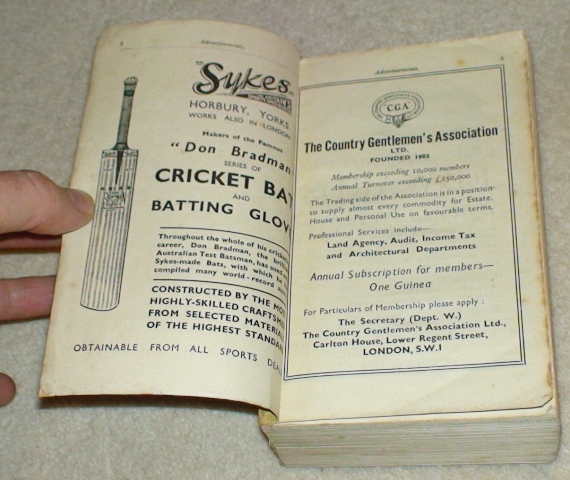 2
Advertisements.
"Sykes
HORBURY, YORKS.
WORKS ALSO IN LONDON
Makers of the Famous
"Don Bradman
SERIES OF
CRICKET BAT
AND
BATTING GLOV
Throughout the whole of his cricket
career, Don Bradman, the bril
Australian Test Batsman, has used
Sykes-made Bats, with which he
compiled many world-record
CONSTRUCTED BY THE MO
HIGHLY-SKILLED CRAFTSM
FROM SELECTED MATERIAL
OF THE HIGHEST STANDA
OBTAINABLE FROM ALL SPORTS DEA
Advertisements.
3
C.G.A.
The Country Gentlemen's Association
LTD.
FOUNDED 1903
Membership exceeding 10,000 members
Annual Turnover exceeding £250,000
The Trading side of the Association is in a position
to supply almost every commodity for Estate,
House and Personal Use on favourable terms.
Professional Services include—
Land Agency, Audit, Income Tax
and Architectural Departments
Annual Subscription for members—
One Guinea
For Particulars of Membership please apply :
The Secretary (Dept. W.)
The Country Gentlemen's Association Ltd.,
Carlton House, Lower Regent Street,
LONDON, S.W.1